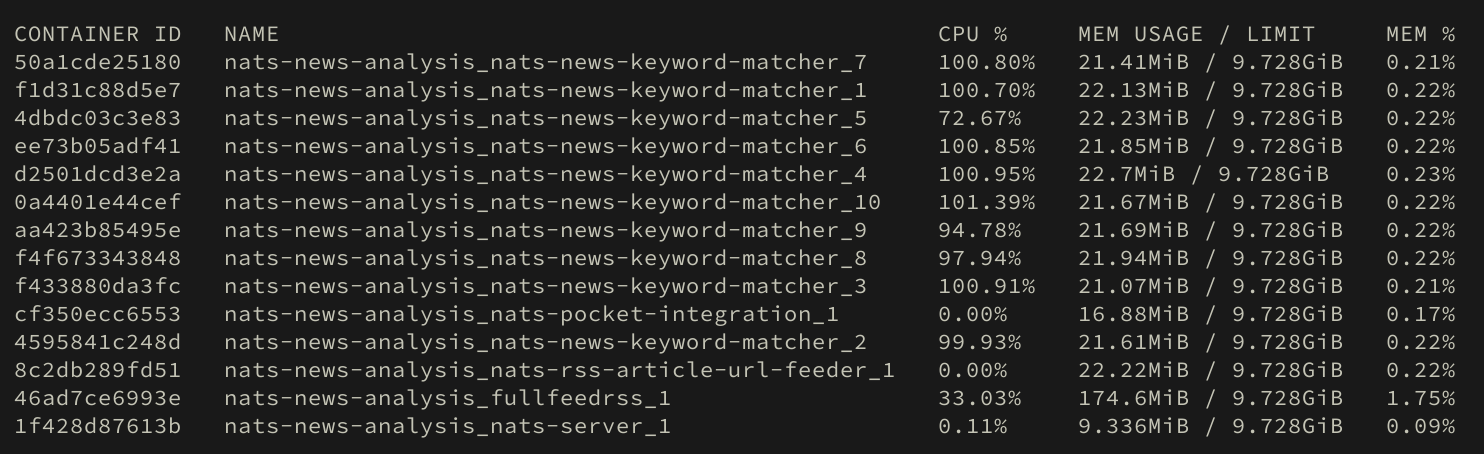 CONTAINER ID NAME CPU % MEM USAGE / LIMIT MEM %
50a1cde25180 nats-news-analysis_nats-news-keyword-matcher_7 100.80% 21.41MiB / 9.728GiB 0.21%
f1d31c88d5e7 nats-news-analysis_nats-news-keyword-matcher_1 100.70% 22.13MiB / 9.728GiB 0.22%
4dbdc03c3e83 nats-news-analysis_nats-news-keyword-matcher_5 72.67% 22.23MiB / 9.728GiB 0.22%
ee73b05adf41 nats-news-analysis_nats-news-keyword-matcher_6 100.85% 21.85MiB / 9.728GiB 0.22%
d2501dcd3e2a nats-news-analysis_nats-news-keyword-matcher_4 100.95% 22.7MiB / 9.728GiB 0.23%
0a4401e44cef nats-news-analysis_nats-news-keyword-matcher_10 101.39% 21.67MiB / 9.728GiB 0.22%
aa423b85495e nats-news-analysis_nats-news-keyword-matcher_9 94.78% 21.69MiB / 9.728GiB 0.22%
f4f673343848 nats-news-analysis_nats-news-keyword-matcher_8 97.94% 21.94MiB / 9.728GiB 0.22%
f433880da3fc nats-news-analysis_nats-news-keyword-matcher_3 100.91% 21.07MiB / 9.728GiB 0.21%
cf350ecc6553 nats-news-analysis_nats-pocket-integration_1 0.00% 16.88MiB / 9.728GiB 0.17%
4595841c248d nats-news-analysis_nats-news-keyword-matcher_2 99.93% 21.61MiB / 9.728GiB 0.22%
8c2db289fd51 nats-news-analysis_nats-rss-article-url-feeder_1 0.00% 22.22MiB / 9.728GiB 0.22%
46ad7ce6993e nats-news-analysis_fullfeedrss_1 33.03% 174.6MiB / 9.728GiB 1.75%
1f428d87613b nats-news-analysis_nats-server_1 0.11% 9.336MiB / 9.728GiB 0.09%